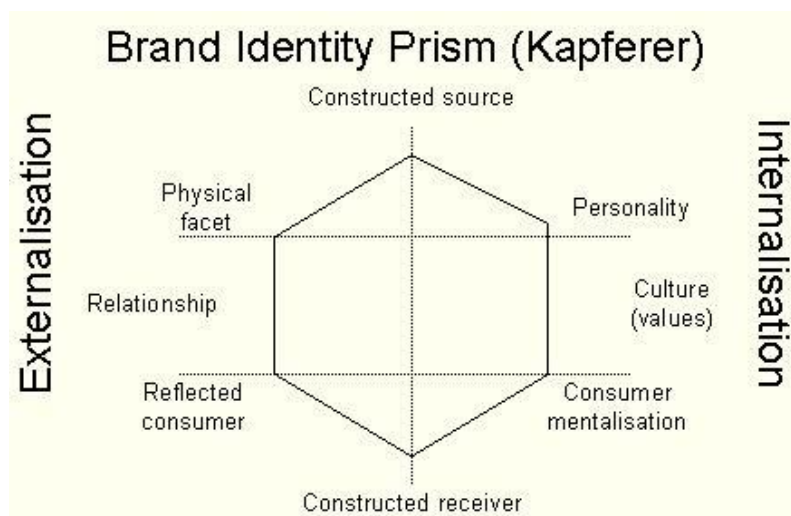 Brand Identity Prism (Kapferer)
Constructed source
Externalisation
Internalisation
Physical
facet
Personality
Relationship
Culture
(values)
Reflected
consumer
Consumer
mentalisation
Constructed receiver